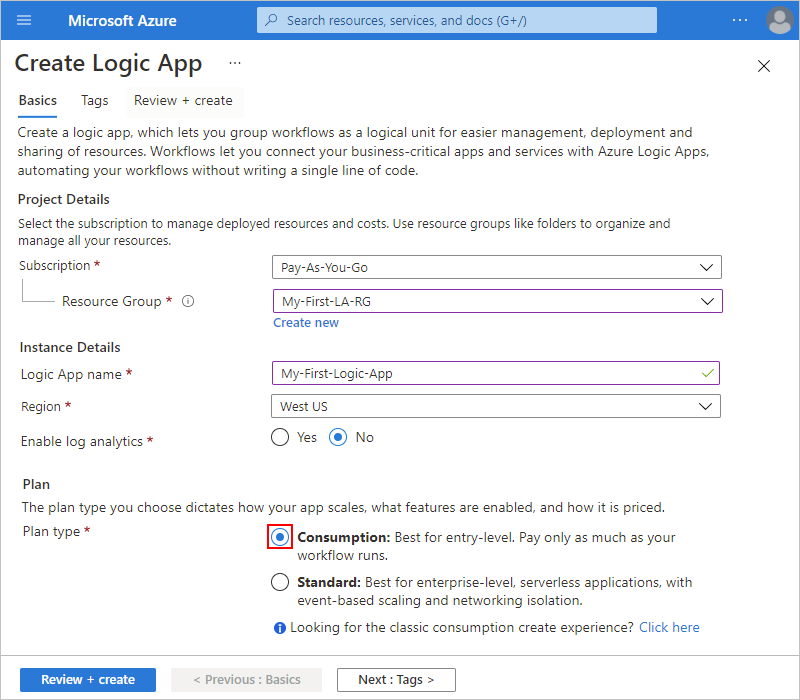 Microsoft Azure
Search resources, services, and docs (G+/)
...
Create Logic App ...
Basics Tags Review + create
Create a logic app, which lets you group workflows as a logical unit for easier management, deployment and
sharing of resources. Workflows let you connect your business-critical apps and services with Azure Logic Apps,
automating your workflows without writing a single line of code.
Project Details
Select the subscription to manage deployed resources and costs. Use resource groups like folders to organize and
manage all your resources.
Subscription * Pay-As-You-Go
Resource Group * My-First-LA-RG
Create new
Instance Details
Logic App name * My-First-Logic-App
Region * West US
Enable log analytics * Yes No
Plan
The plan type you choose dictates how your app scales, what features are enabled, and how it is priced.
Plan type * Consumption: Best for entry-level. Pay only as much as your
workflow runs.
Standard: Best for enterprise-level, serverless applications, with
event-based scaling and networking isolation.
Looking for the classic consumption create experience? Click here
Review + create < Previous : Basics Next : Tags >